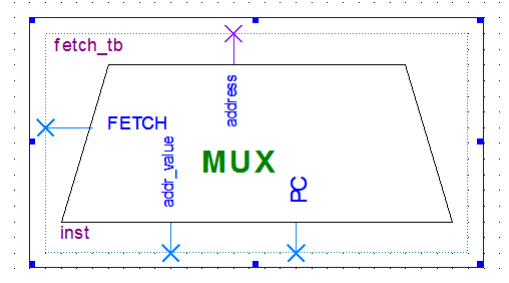 fetch_tb
address
FETCH
addr_value
MUX
PC
inst